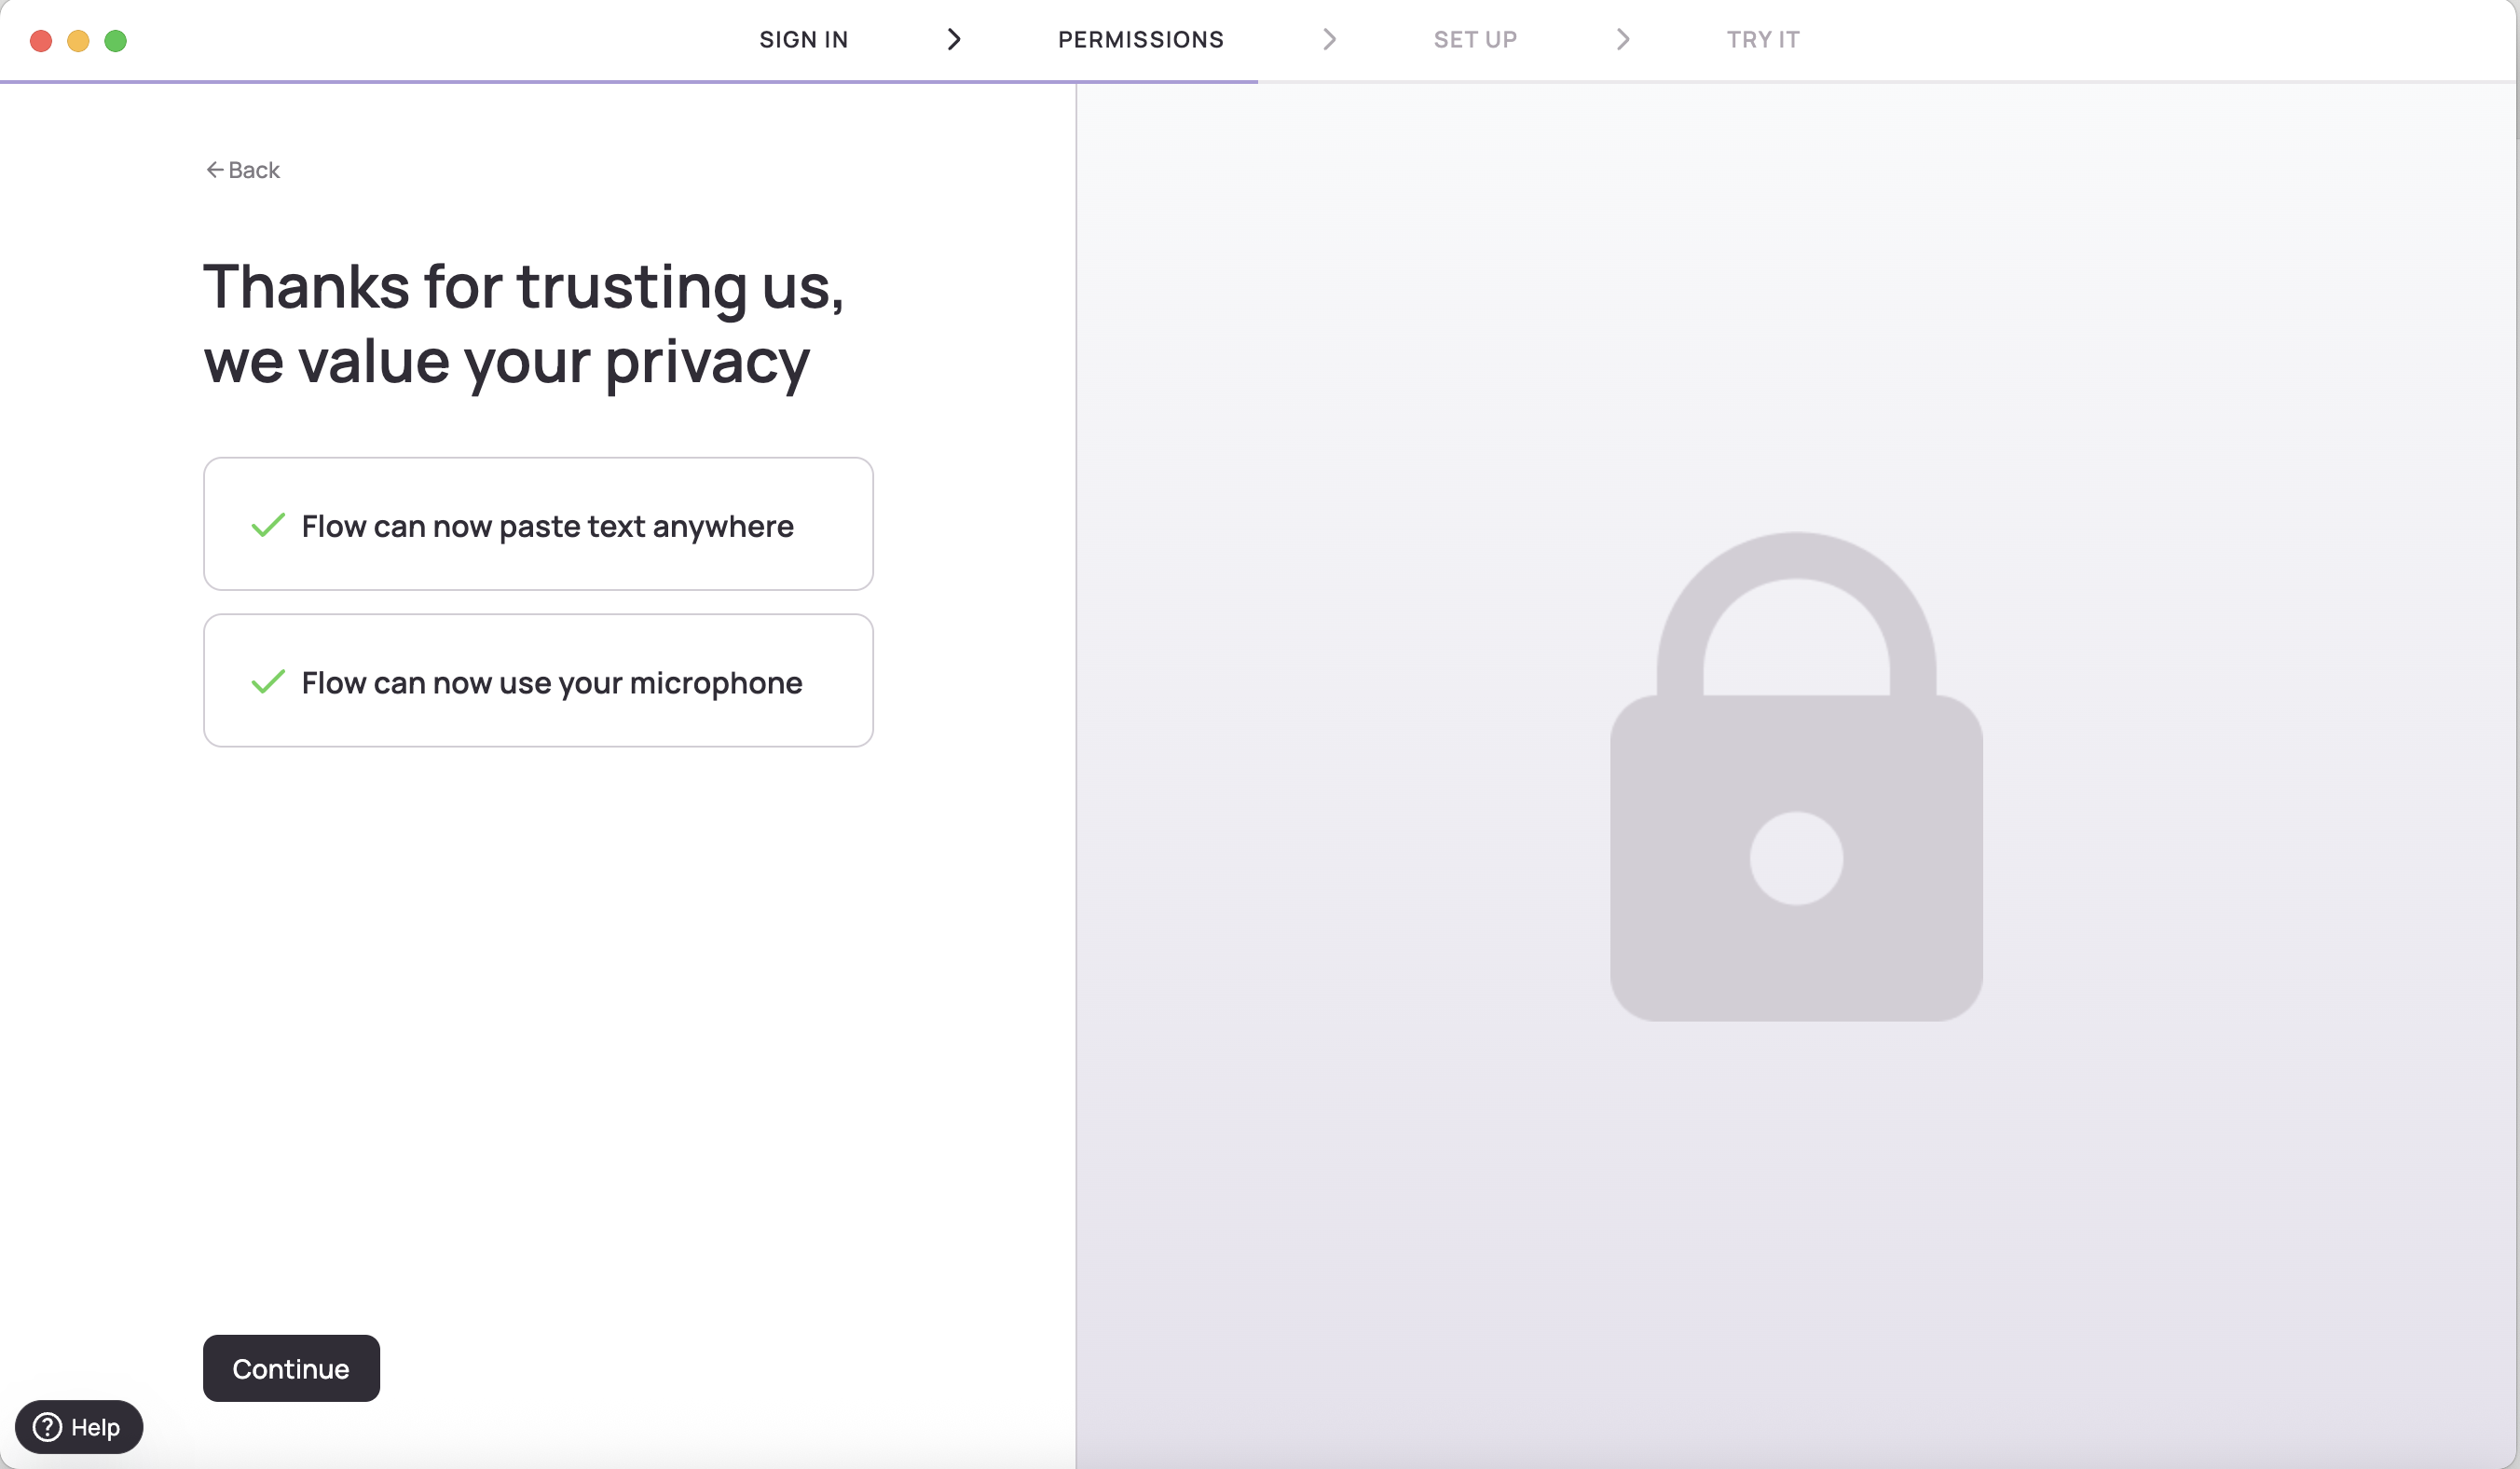 SIGN IN
PERMISSIONS
SET UP
TRY IT
Back
Thanks for trusting us,
we value your privacy
Flow can now paste text anywhere
Flow can now use your microphone
Continue
Help